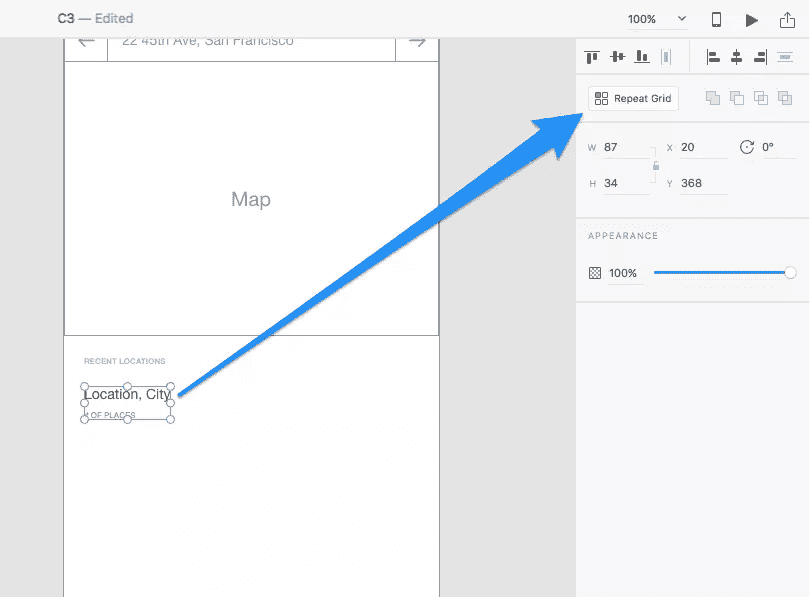 C3 — Edited
100%
22 45th Ave, San Francisco
Repeat Grid
W 87
X 20
0°
H 34
Y 368
Map
APPEARANCE
100%
RECENT LOCATIONS
Location, City
OF PLACES